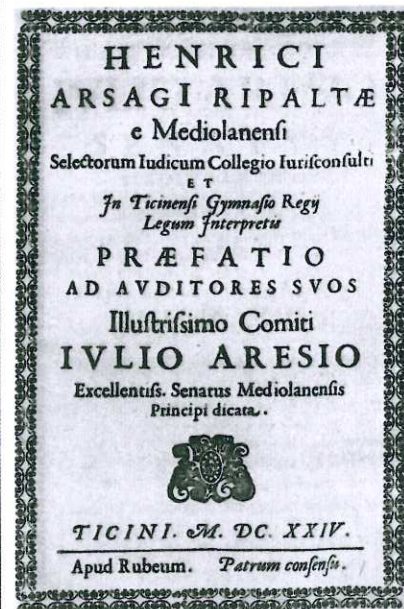 HENRICI
ARSAGI RIPALTÆ
e Mediolanenſi
Selectorum Iudicum Collegio Iuriſconſulti
ET
In Ticinenſi Gymnaſio Regij
Legum Interpretis
PRÆFATIO
AD AVDITORES SVOS
Illuſtriſsimo Comiti
IVLIO ARESIO
Excellentiſs. Senatus Mediolanenſis
Principi dicata.
TICINI. M. DC. XXIV.
Apud Rubeum. Patrum conſenſu.